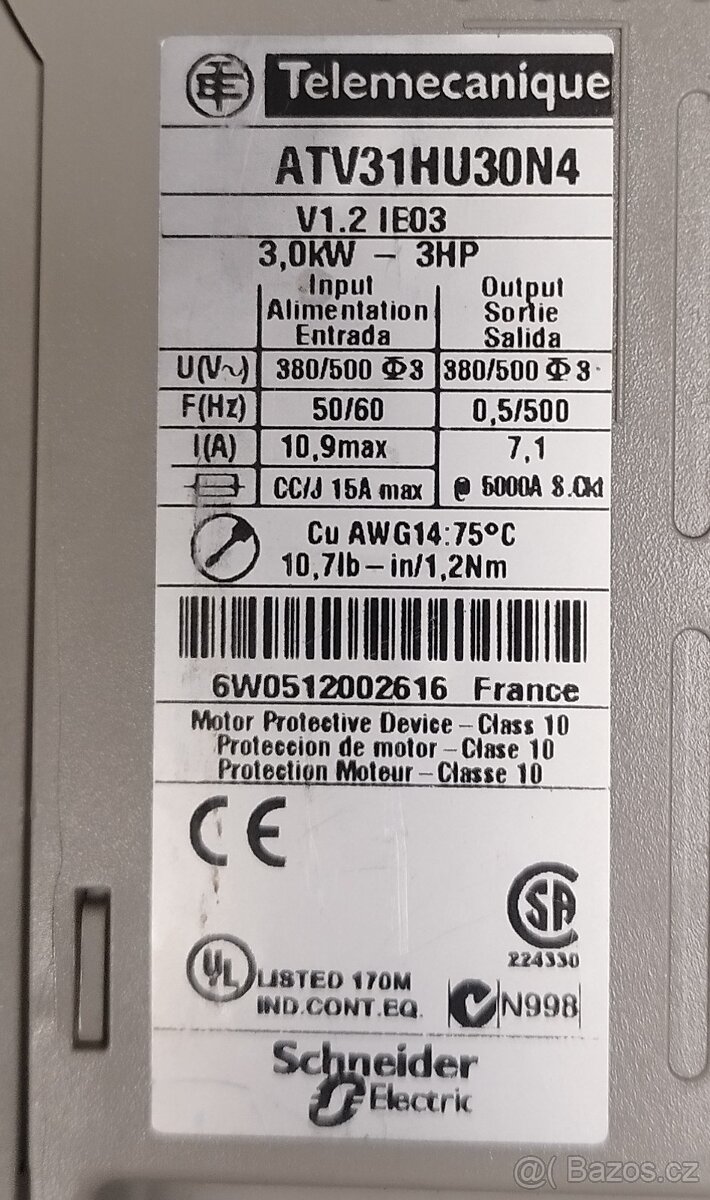 TE Telemecanique
ATV31HU30N4
V1.2 IE03
3,0kW – 3HP
Input Output
Alimentation Sortie
Entrada Salida
U(V~) 380/500 Φ3 380/500 Φ3
F(Hz) 50/60 0,5/500
I(A) 10,9max 7,1
CC/J 15A max @ 5000A S.Ckt
Cu AWG14:75°C
10,7lb–in/1,2Nm
6W0512002616 France
Motor Protective Device – Class 10
Proteccion de motor – Clase 10
Protection Moteur – Classe 10
CE
SA
224330
UL LISTED 170M
IND.CONT.EQ.
N998
Schneider
Electric
@( Bazos.cz